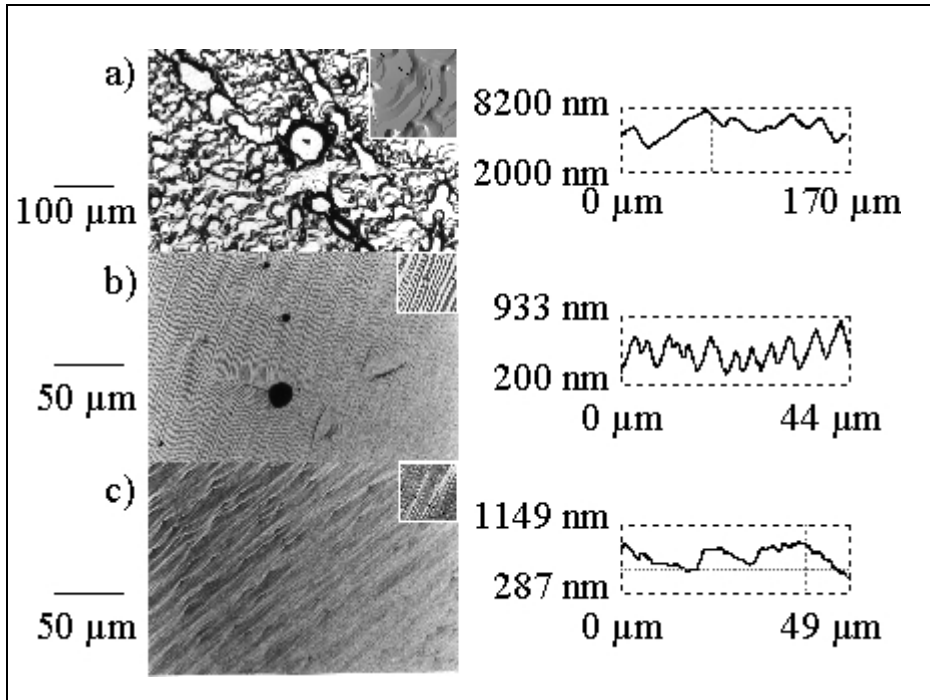 a)
100 µm
8200 nm
2000 nm
0 µm 170 µm
b)
50 µm
933 nm
200 nm
0 µm 44 µm
c)
50 µm
1149 nm
287 nm
0 µm 49 µm